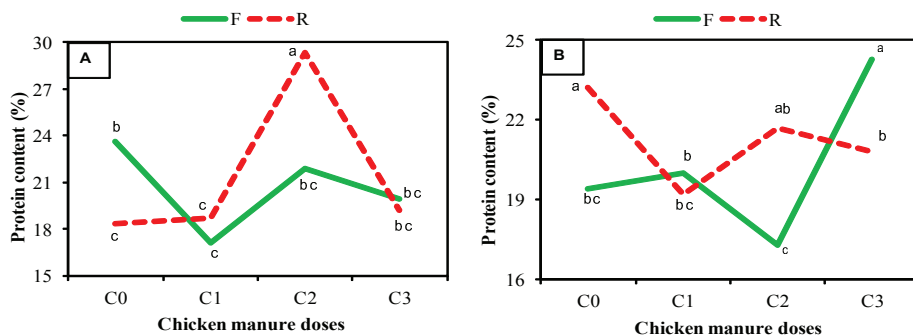 F R
A
Protein content (%)
30
27
24
21
18
15
b
c
c
c
a
b c
b c
b c
C0 C1 C2 C3
Chicken manure doses
F R
B
Protein content (%)
25
22
19
16
a
b c
b
b c
ab
c
a
b
C0 C1 C2 C3
Chicken manure doses